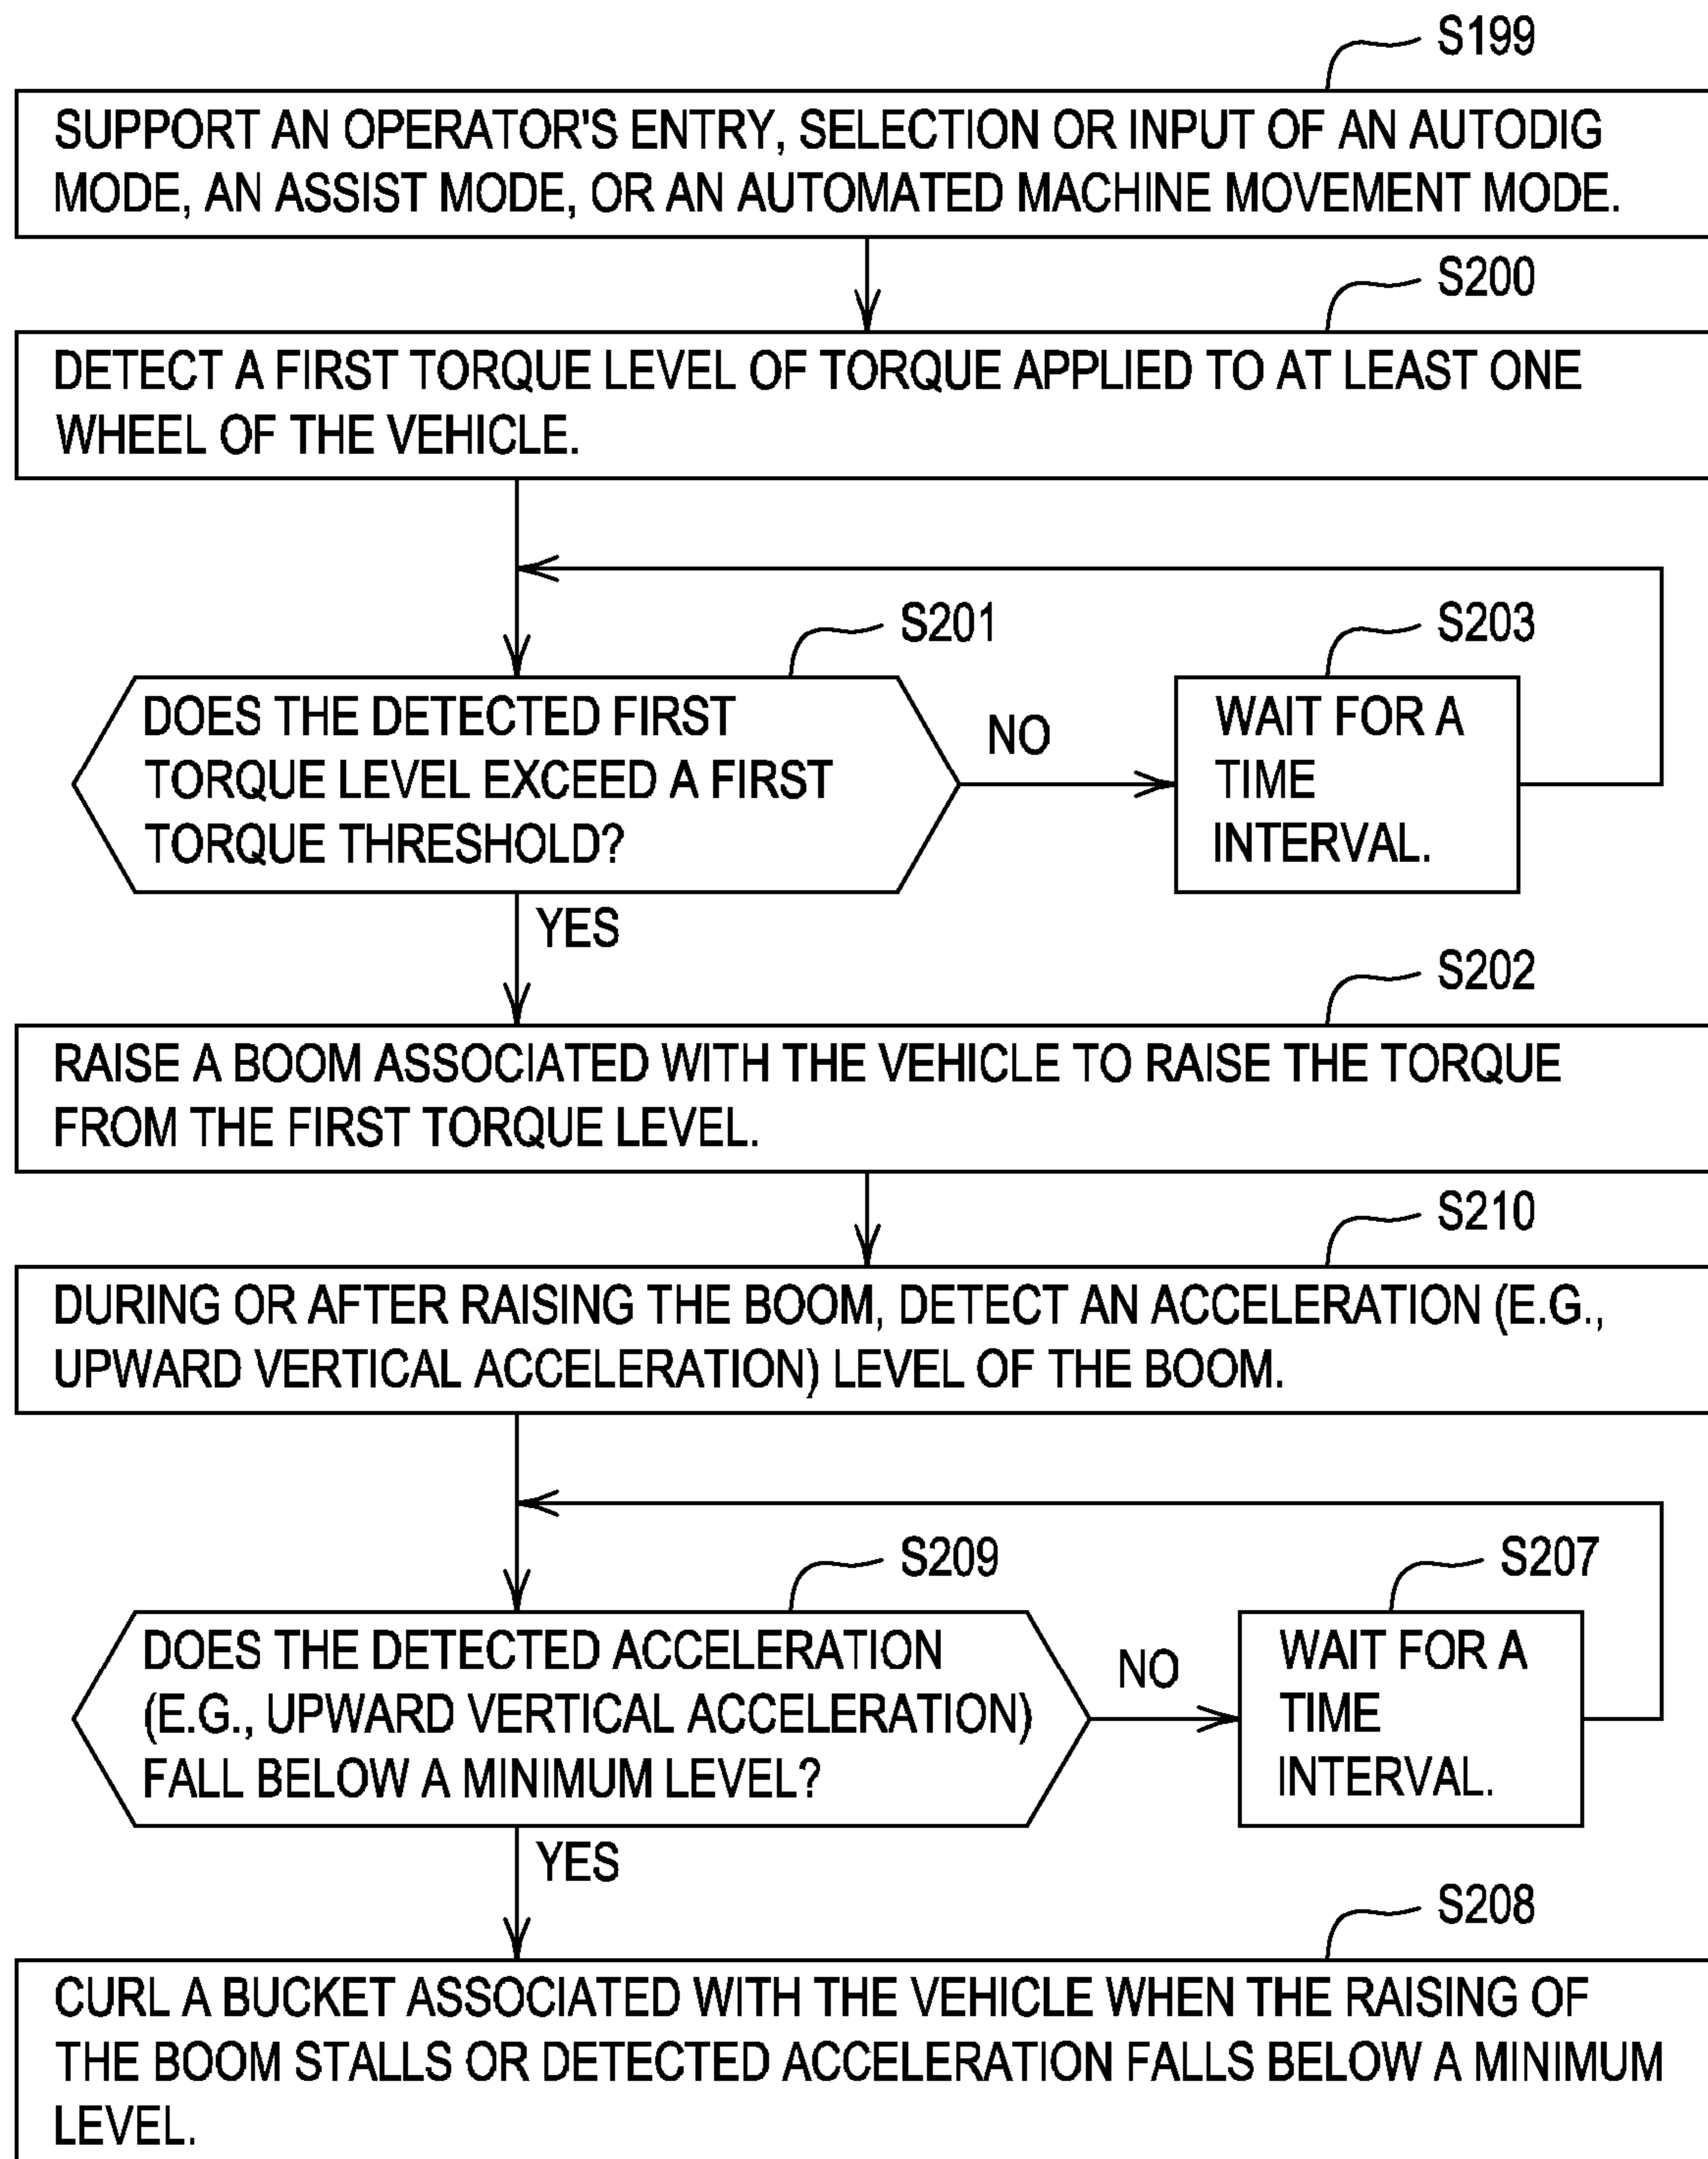 S199
SUPPORT AN OPERATOR'S ENTRY, SELECTION OR INPUT OF AN AUTODIG
MODE, AN ASSIST MODE, OR AN AUTOMATED MACHINE MOVEMENT MODE.
S200
DETECT A FIRST TORQUE LEVEL OF TORQUE APPLIED TO AT LEAST ONE
WHEEL OF THE VEHICLE.
S201
DOES THE DETECTED FIRST
TORQUE LEVEL EXCEED A FIRST
TORQUE THRESHOLD?
NO
S203
WAIT FOR A
TIME
INTERVAL.
YES
S202
RAISE A BOOM ASSOCIATED WITH THE VEHICLE TO RAISE THE TORQUE
FROM THE FIRST TORQUE LEVEL.
S210
DURING OR AFTER RAISING THE BOOM, DETECT AN ACCELERATION (E.G.,
UPWARD VERTICAL ACCELERATION) LEVEL OF THE BOOM.
S209
DOES THE DETECTED ACCELERATION
(E.G., UPWARD VERTICAL ACCELERATION)
FALL BELOW A MINIMUM LEVEL?
NO
S207
WAIT FOR A
TIME
INTERVAL.
YES
S208
CURL A BUCKET ASSOCIATED WITH THE VEHICLE WHEN THE RAISING OF
THE BOOM STALLS OR DETECTED ACCELERATION FALLS BELOW A MINIMUM
LEVEL.